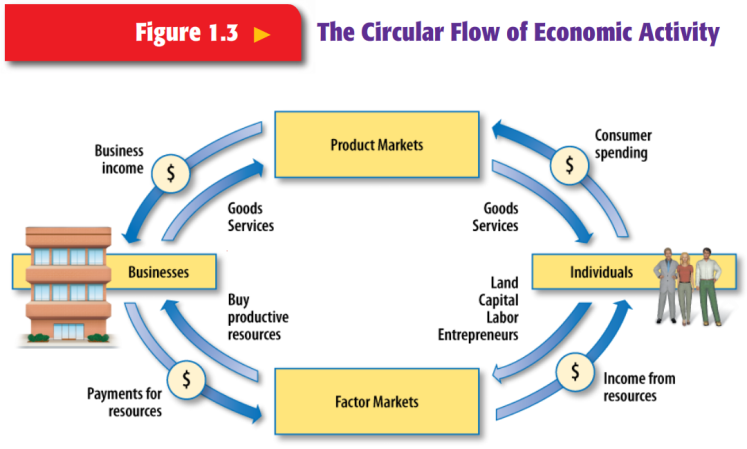 Figure 1.3
The Circular Flow of Economic Activity
Product Markets
Business
income
$
Consumer
spending
$
Goods
Services
Goods
Services
Businesses
Individuals
Buy
productive
resources
Land
Capital
Labor
Entrepreneurs
Payments for
resources
$
Factor Markets
$
Income from
resources